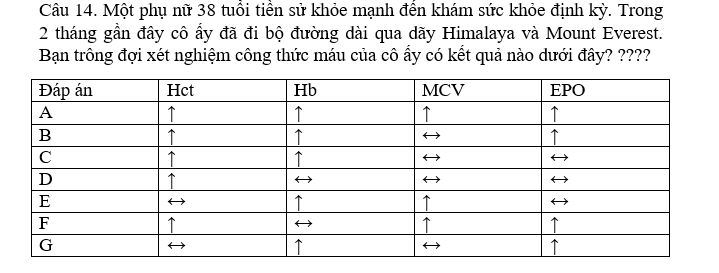 Câu 14. Một phụ nữ 38 tuổi tiền sử khỏe mạnh đến khám sức khỏe định kỳ. Trong
2 tháng gần đây cô ấy đã đi bộ đường dài qua dãy Himalaya và Mount Everest.
Bạn trông đợi xét nghiệm công thức máu của cô ấy có kết quả nào dưới đây? ????
Đáp án Hct Hb MCV EPO
A ↑ ↑ ↑ ↑
B ↑ ↑ ↔ ↑
C ↑ ↑ ↔ ↔
D ↑ ↔ ↔ ↔
E ↔ ↑ ↑ ↔
F ↑ ↔ ↑ ↑
G ↔ ↑ ↔ ↑